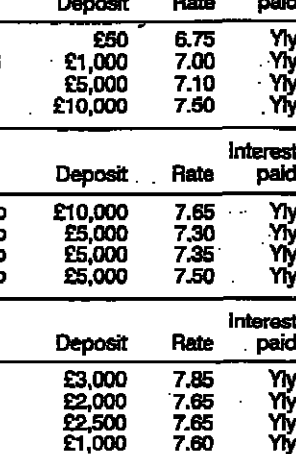 Deposit Rate paid
£50 6.75 Yly
£1,000 7.00 Yly
£5,000 7.10 Yly
£10,000 7.50 Yly
Interest
Deposit Rate paid
£10,000 7.65 Yly
£5,000 7.30 Yly
£5,000 7.35 Yly
£5,000 7.50 Yly
Interest
Deposit Rate paid
£3,000 7.85 Yly
£2,000 7.65 Yly
£2,500 7.65 Yly
£1,000 7.60 Yly